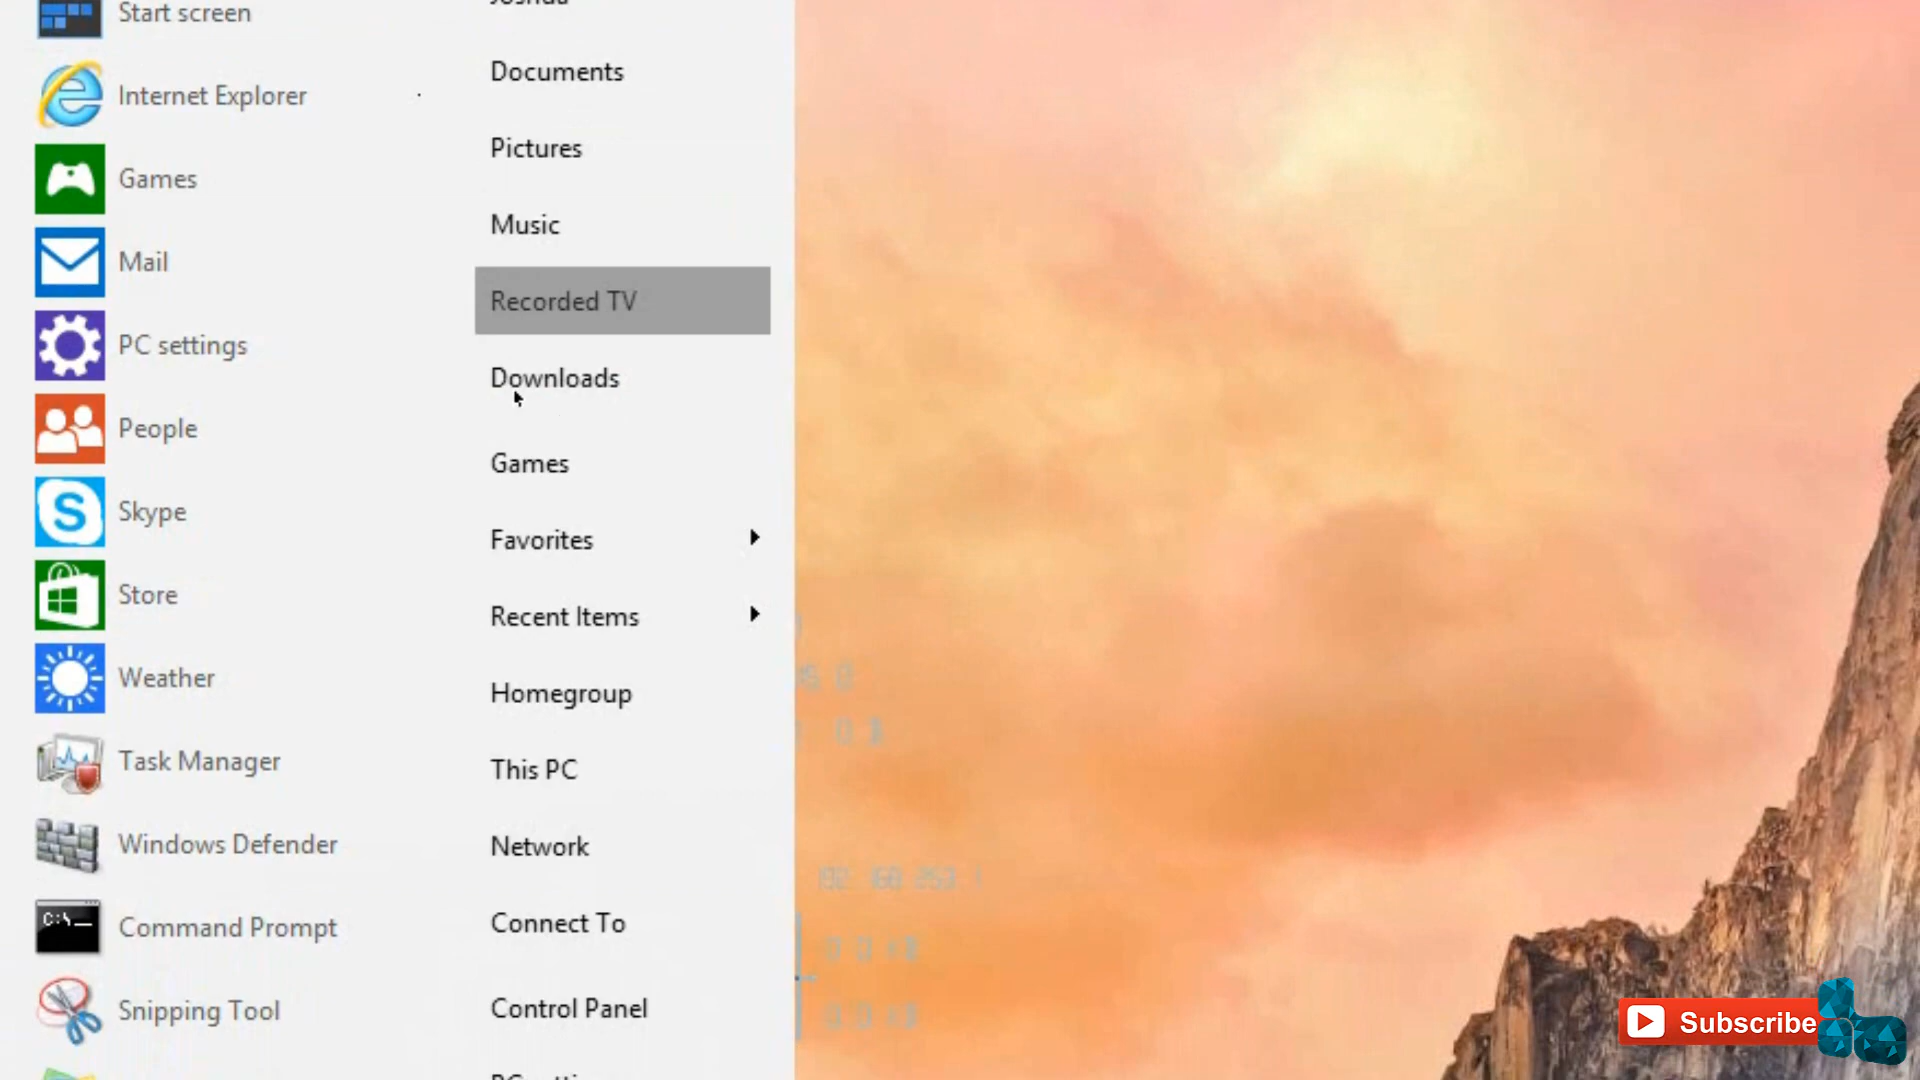 Start screen
Internet Explorer
Games
Mail
PC settings
People
Skype
Store
Weather
Task Manager
Windows Defender
C:\_
Command Prompt
Snipping Tool
Joshua
Documents
Pictures
Music
Recorded TV
Downloads
Games
Favorites
Recent Items
Homegroup
This PC
Network
Connect To
Control Panel
Subscribe